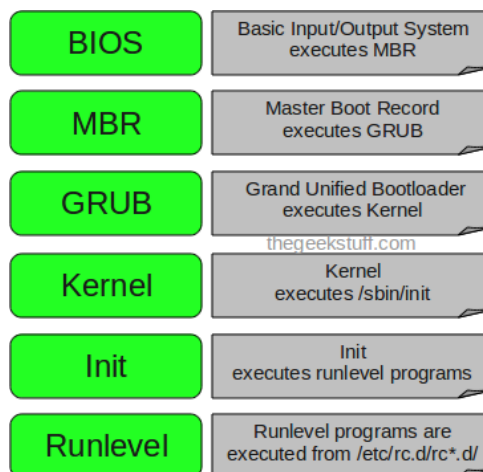 BIOS
Basic Input/Output System
executes MBR
MBR
Master Boot Record
executes GRUB
GRUB
Grand Unified Bootloader
executes Kernel
thegeekstuff.com
Kernel
Kernel
executes /sbin/init
Init
Init
executes runlevel programs
Runlevel
Runlevel programs are
executed from /etc/rc.d/rc*.d/